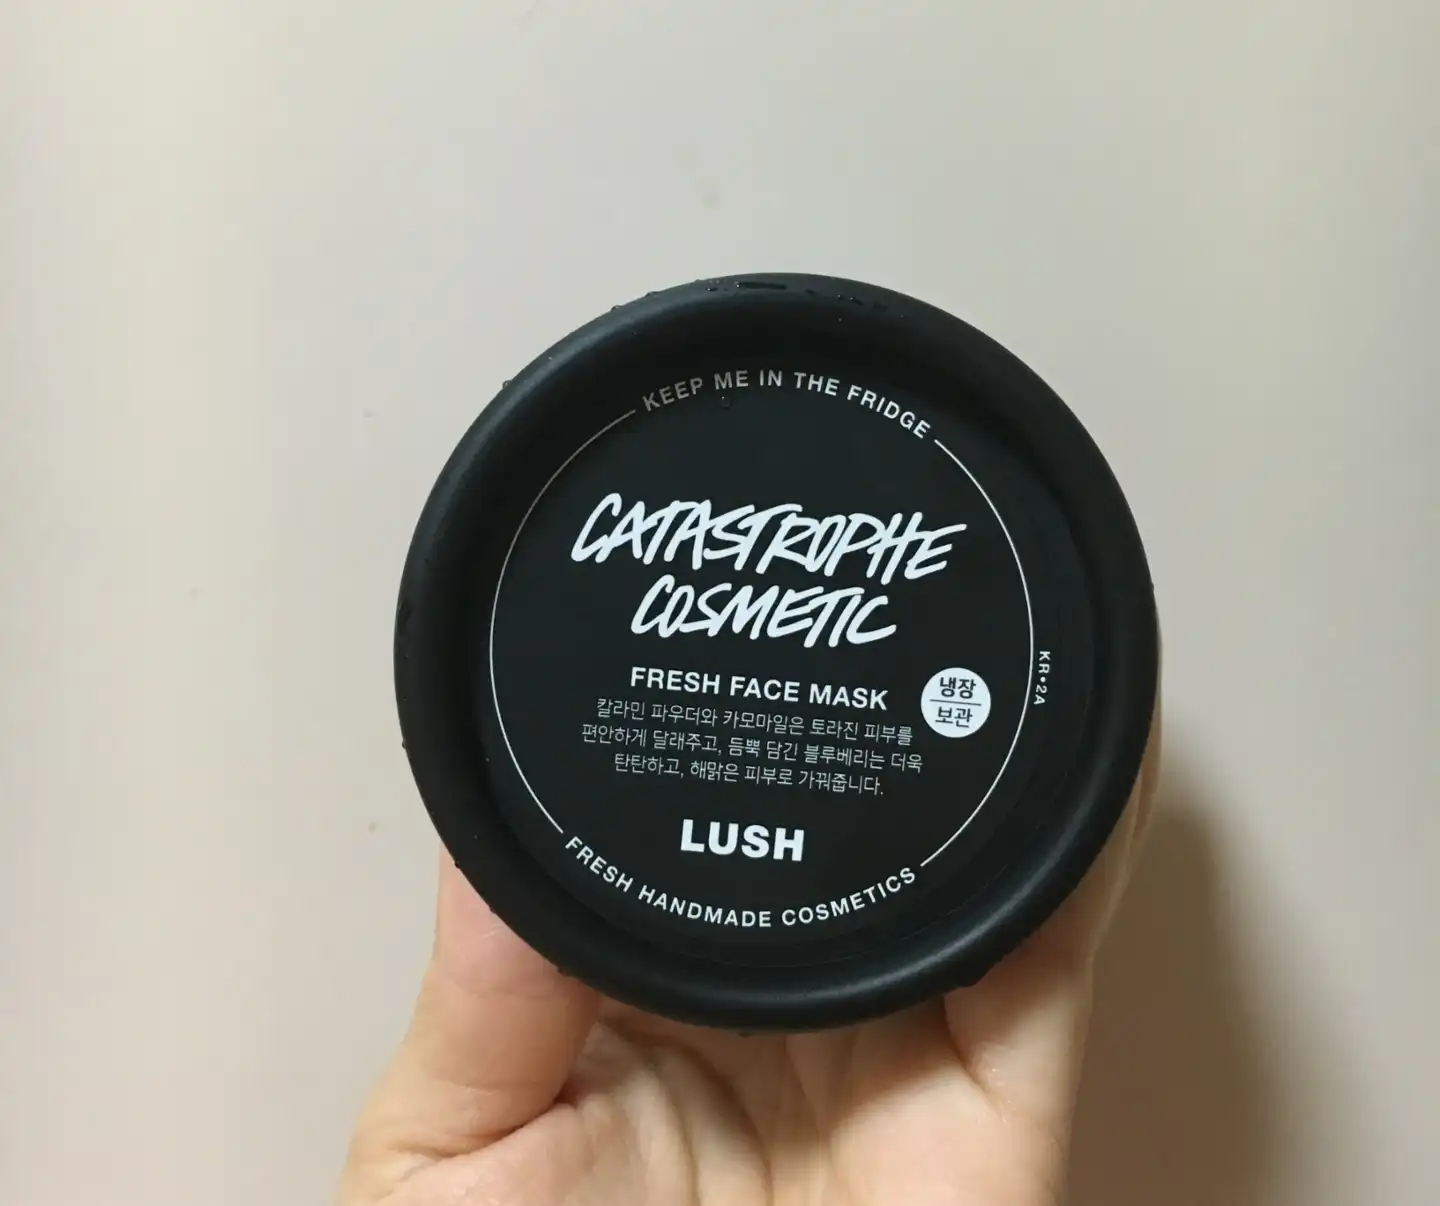 KEEP ME IN THE FRIDGE
CATASTROPHE
COSMETIC
FRESH FACE MASK
칼라민 파우더와 카모마일은 토라진 피부를
편안하게 달래주고, 듬뿍 담긴 블루베리는 더욱
탄탄하고, 해맑은 피부로 가꿔줍니다.
냉장
보관
KR•2A
LUSH
FRESH HANDMADE COSMETICS